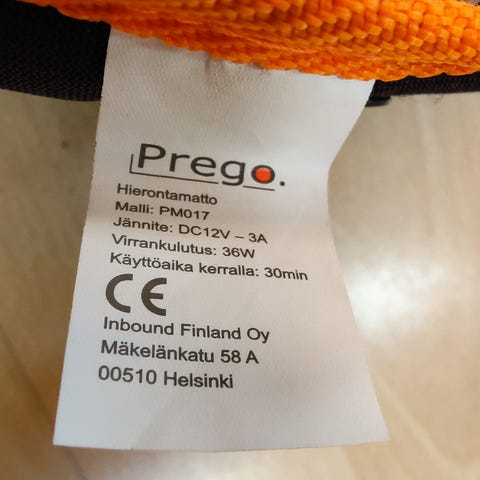 Prego.
Hierontamatto
Malli: PM017
Jännite: DC12V – 3A
Virrankulutus: 36W
Käyttöaika kerralla: 30min
CE
Inbound Finland Oy
Mäkelänkatu 58 A
00510 Helsinki